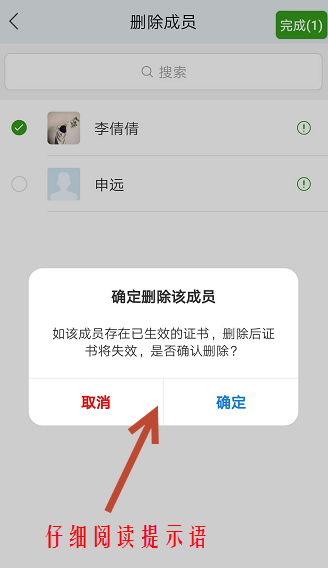 删除成员
完成(1)
搜索
李倩倩
申远
确定删除该成员
如该成员存在已生效的证书，删除后证
书将失效，是否确认删除？
取消
确定
仔细阅读提示语